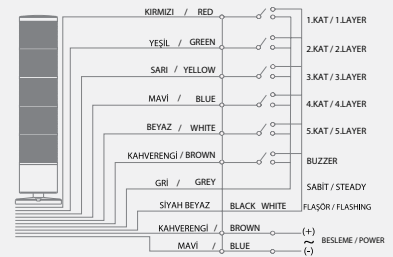 KIRMIZI / RED 1.KAT / 1.LAYER
YEŞİL / GREEN 2.KAT / 2.LAYER
SARI / YELLOW 3.KAT / 3.LAYER
MAVİ / BLUE 4.KAT / 4.LAYER
BEYAZ / WHITE 5.KIT / 5.LAYER
KAHVERENGİ / BROWN BUZZER
GRİ / GREY SABİT / STEADY
SİYAH BEYAZ BLACK WHITE FLAŞÖR / FLASHING
KAHVERENGİ / BROWN (+)
~ BESLEME / POWER
MAVİ / BLUE (-)